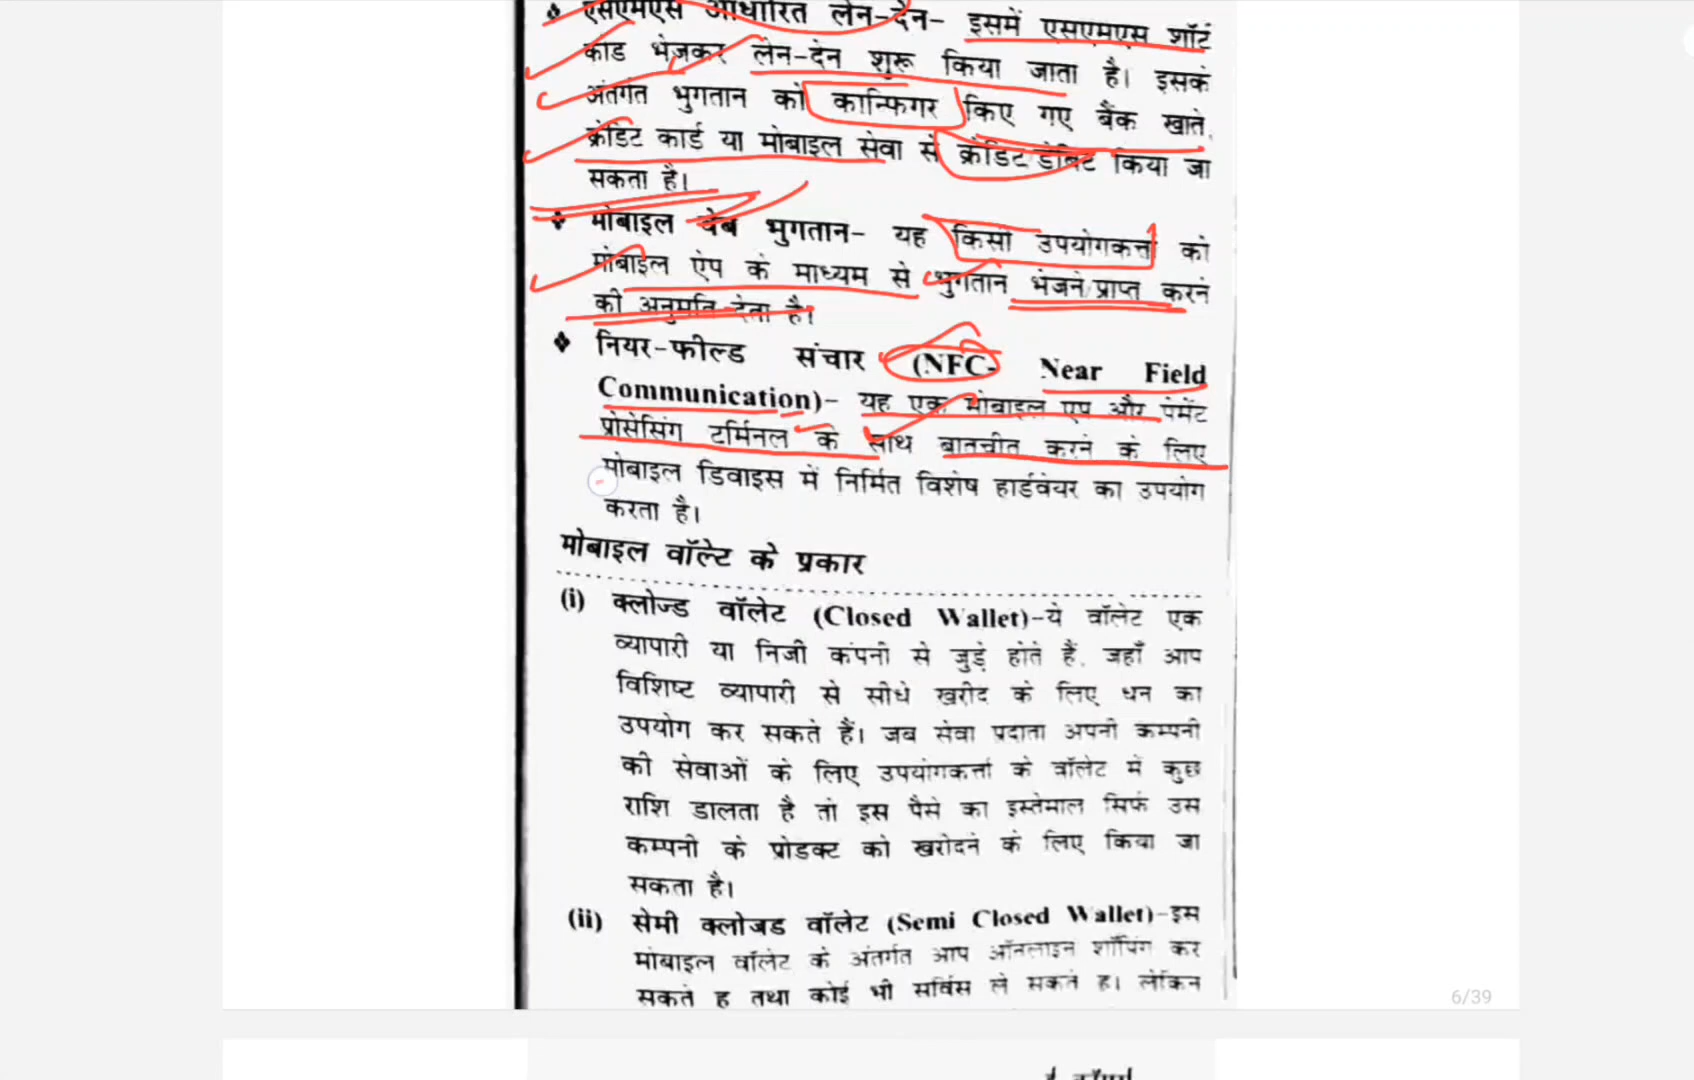 ❖ एसएमएस आधारित लेन-देन- इसमें एसएमएस शॉर्ट
कोड भेजकर लेन-देन शुरू किया जाता है। इसके
अंतर्गत भुगतान को कान्फिगर किए गए बैंक खाते,
क्रेडिट कार्ड या मोबाइल सेवा से क्रेडिट/डेबिट किया जा
सकता है।
❖ मोबाइल वेब भुगतान- यह किसी उपयोगकर्त्ता को
मोबाइल ऐप के माध्यम से भुगतान भेजने/प्राप्त करने
की अनुमति देता है।
❖ नियर-फील्ड संचार (NFC- Near Field
Communication)- यह एक मोबाइल एप और पेमेंट
प्रोसेसिंग टर्मिनल के साथ बातचीत करने के लिए
मोबाइल डिवाइस में निर्मित विशेष हार्डवेयर का उपयोग
करता है।
मोबाइल वॉल्ेट के प्रकार
(i) क्लोज्ड वॉलेट (Closed Wallet)-ये वॉलेट एक
व्यापारी या निजी कंपनी से जुड़े होते हैं, जहाँ आप
विशिष्ट व्यापारी से सीधे खरीद के लिए धन का
उपयोग कर सकते हैं। जब सेवा प्रदाता अपनी कम्पनी
की सेवाओं के लिए उपयोगकर्त्ता के वॉलेट में कुछ
राशि डालता है तो इस पैसे का इस्तेमाल सिर्फ उस
कम्पनी के प्रोडक्ट को खरीदने के लिए किया जा
सकता है।
(ii) सेमी क्लोजड वॉलेट (Semi Closed Wallet)-इस
मोबाइल वॉलेट के अंतर्गत आप ऑनलाइन शॉपिंग कर
सकते हैं तथा कोई भी सर्विस ले सकते हैं। लेकिन
6/39